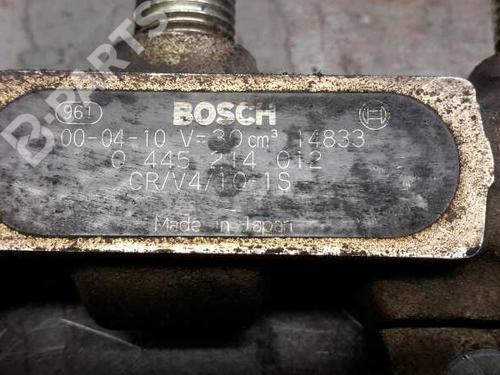 961 BOSCH
00-04-10 V=30 cm³ 14833
0 445 214 012
CR/V4/10-1S
Made in Japan
B-PARTS